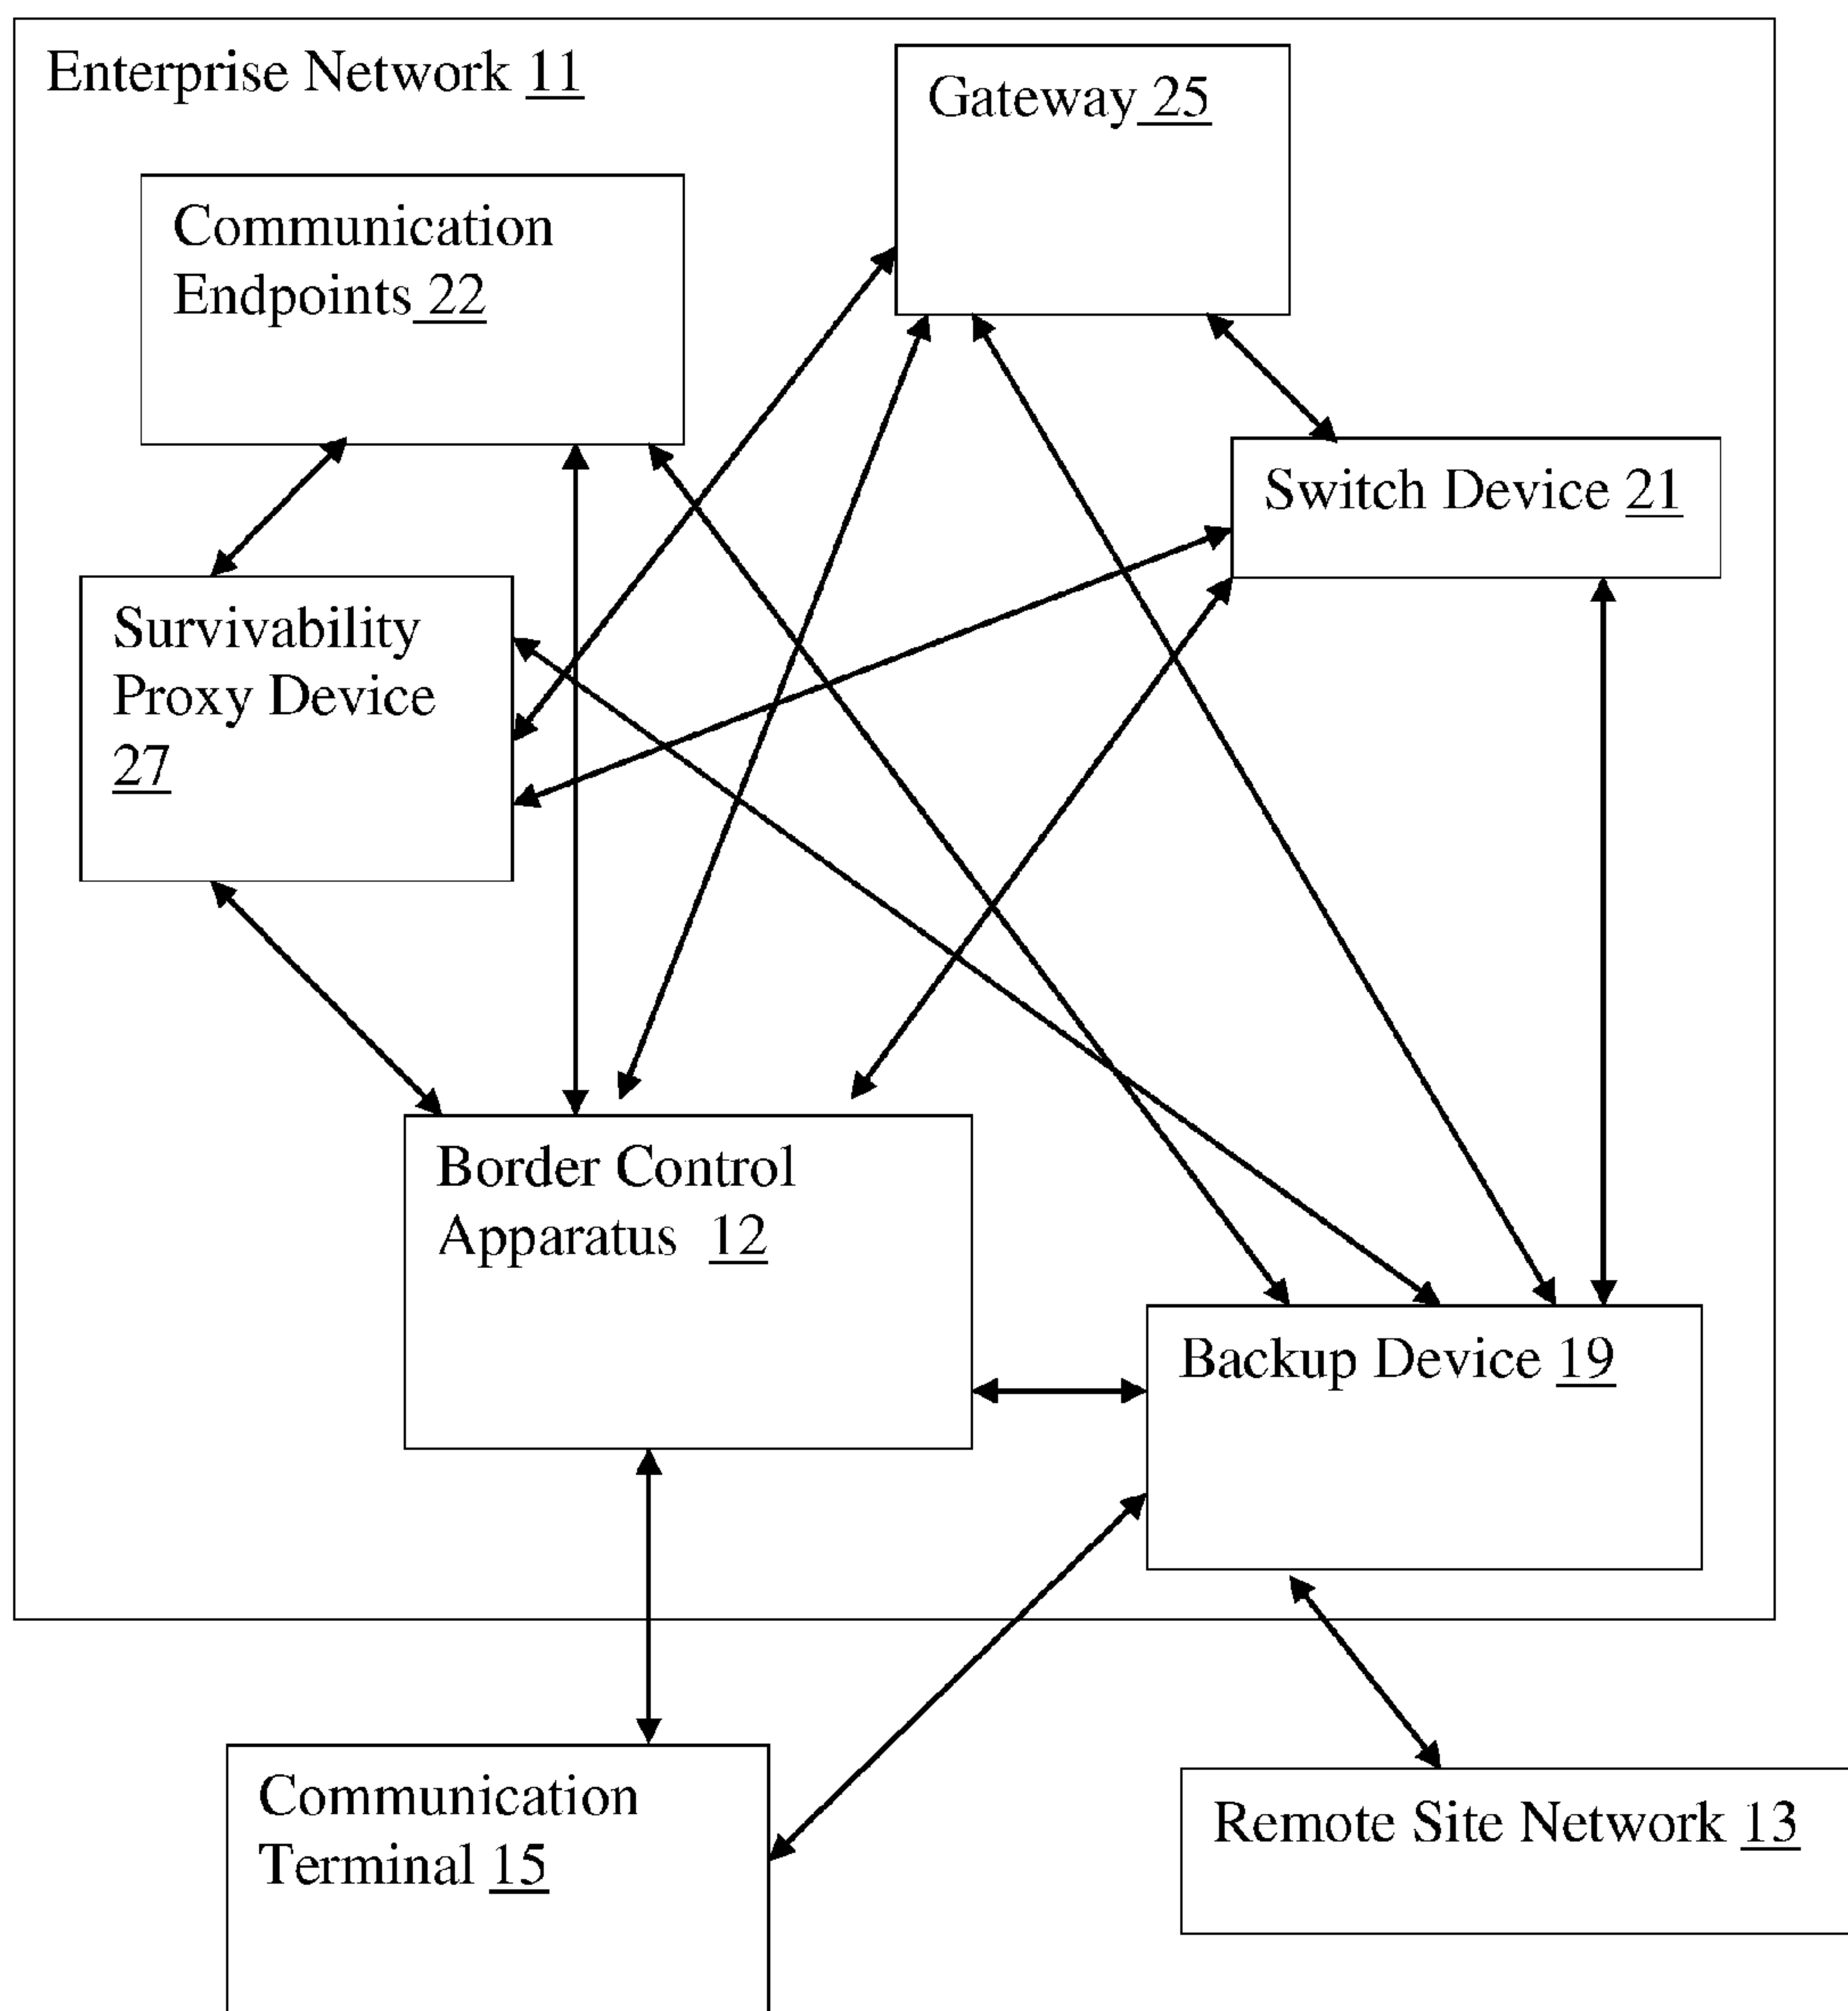 Enterprise Network 11
Gateway 25
Communication
Endpoints 22
Switch Device 21
Survivability
Proxy Device
27
Border Control
Apparatus 12
Backup Device 19
Communication
Terminal 15
Remote Site Network 13